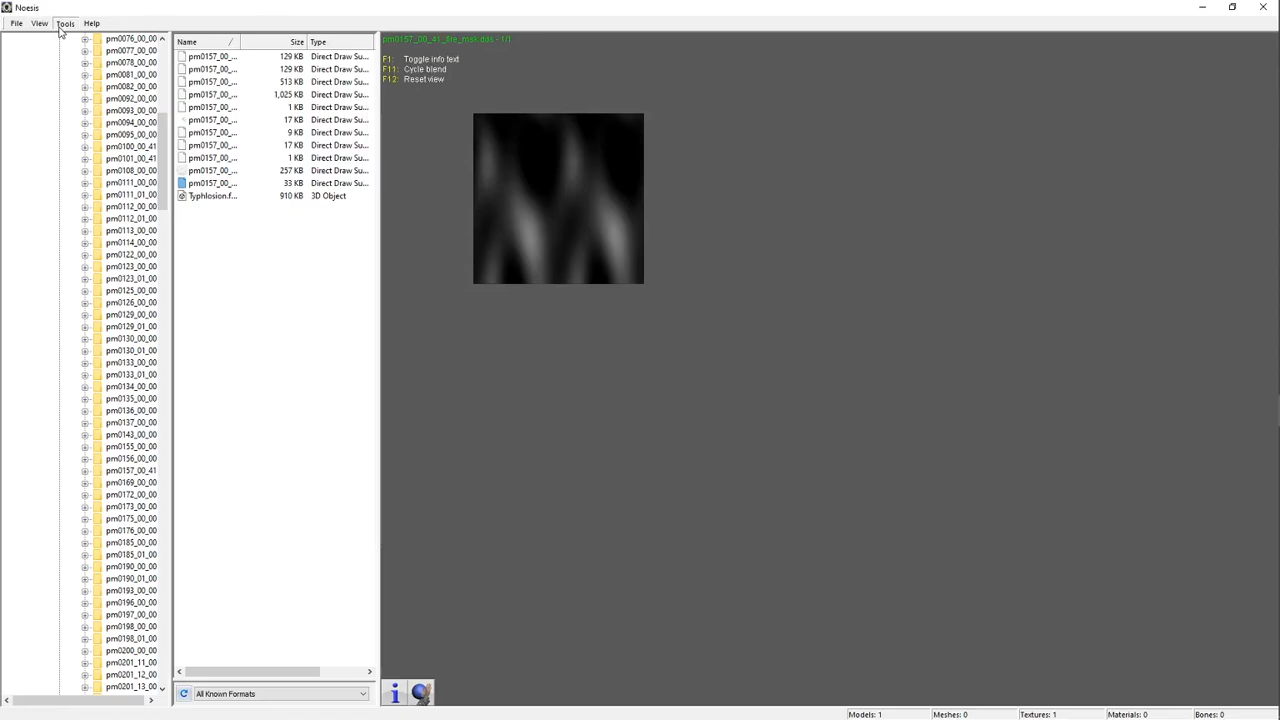 Noesis
File View Tools Help
pm0076_00_00
pm0077_00_00
pm0078_00_00
pm0081_00_00
pm0082_00_00
pm0092_00_00
pm0093_00_00
pm0094_00_00
pm0095_00_00
pm0100_00_41
pm0101_00_41
pm0108_00_00
pm0111_00_00
pm0111_01_00
pm0112_00_00
pm0112_01_00
pm0113_00_00
pm0114_00_00
pm0122_00_00
pm0123_00_00
pm0123_01_00
pm0125_00_00
pm0126_00_00
pm0129_00_00
pm0129_01_00
pm0130_00_00
pm0130_01_00
pm0133_00_00
pm0133_01_00
pm0134_00_00
pm0135_00_00
pm0136_00_00
pm0137_00_00
pm0143_00_00
pm0155_00_00
pm0156_00_00
pm0157_00_41
pm0169_00_00
pm0172_00_00
pm0173_00_00
pm0175_00_00
pm0176_00_00
pm0185_00_00
pm0185_01_00
pm0190_00_00
pm0190_01_00
pm0193_00_00
pm0196_00_00
pm0197_00_00
pm0198_00_00
pm0198_01_00
pm0200_00_00
pm0201_11_00
pm0201_12_00
pm0201_13_00
Name Size Type
pm0157_00_... 129 KB Direct Draw Su...
pm0157_00_... 129 KB Direct Draw Su...
pm0157_00_... 513 KB Direct Draw Su...
pm0157_00_... 1,025 KB Direct Draw Su...
pm0157_00_... 1 KB Direct Draw Su...
pm0157_00_... 17 KB Direct Draw Su...
pm0157_00_... 9 KB Direct Draw Su...
pm0157_00_... 17 KB Direct Draw Su...
pm0157_00_... 1 KB Direct Draw Su...
pm0157_00_... 257 KB Direct Draw Su...
pm0157_00_... 33 KB Direct Draw Su...
Typhlosion.f... 910 KB 3D Object
All Known Formats
pm0157_00_41_fire_msk.dds - 1/1
F1: Toggle info text
F11: Cycle blend
F12: Reset view
Models: 1 Meshes: 0 Textures: 1 Materials: 0 Bones: 0